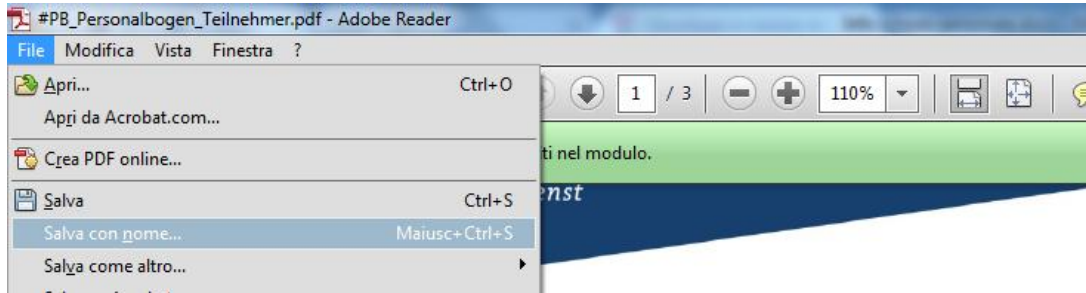 #PB_Personalbogen_Teilnehmer.pdf - Adobe Reader
File Modifica Vista Finestra ?
Apri... Ctrl+O
1 / 3 110%
Apri da Acrobat.com...
Crea PDF online...
ti nel modulo.
Salva Ctrl+S
enst
Salva con nome... Maiusc+Ctrl+S
Salva come altro...